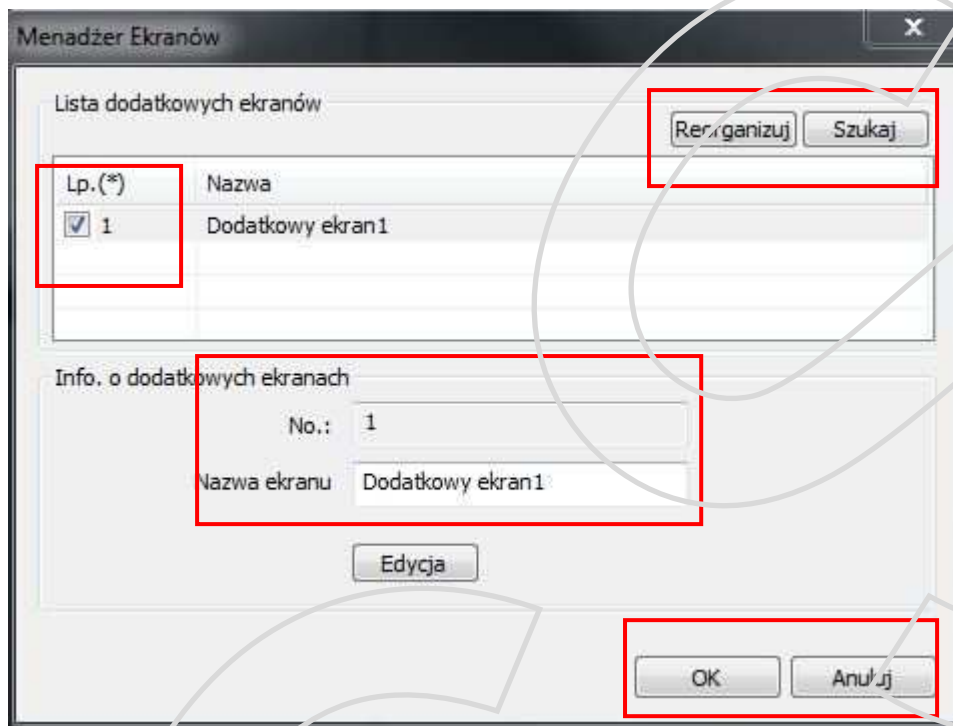 Menadżer Ekranów
Lista dodatkowych ekranów
Reorganizuj Szukaj
Lp.(*) Nazwa
1 Dodatkowy ekran1
Info. o dodatkowych ekranach
No.: 1
Nazwa ekranu Dodatkowy ekran1
Edycja
OK Anuluj